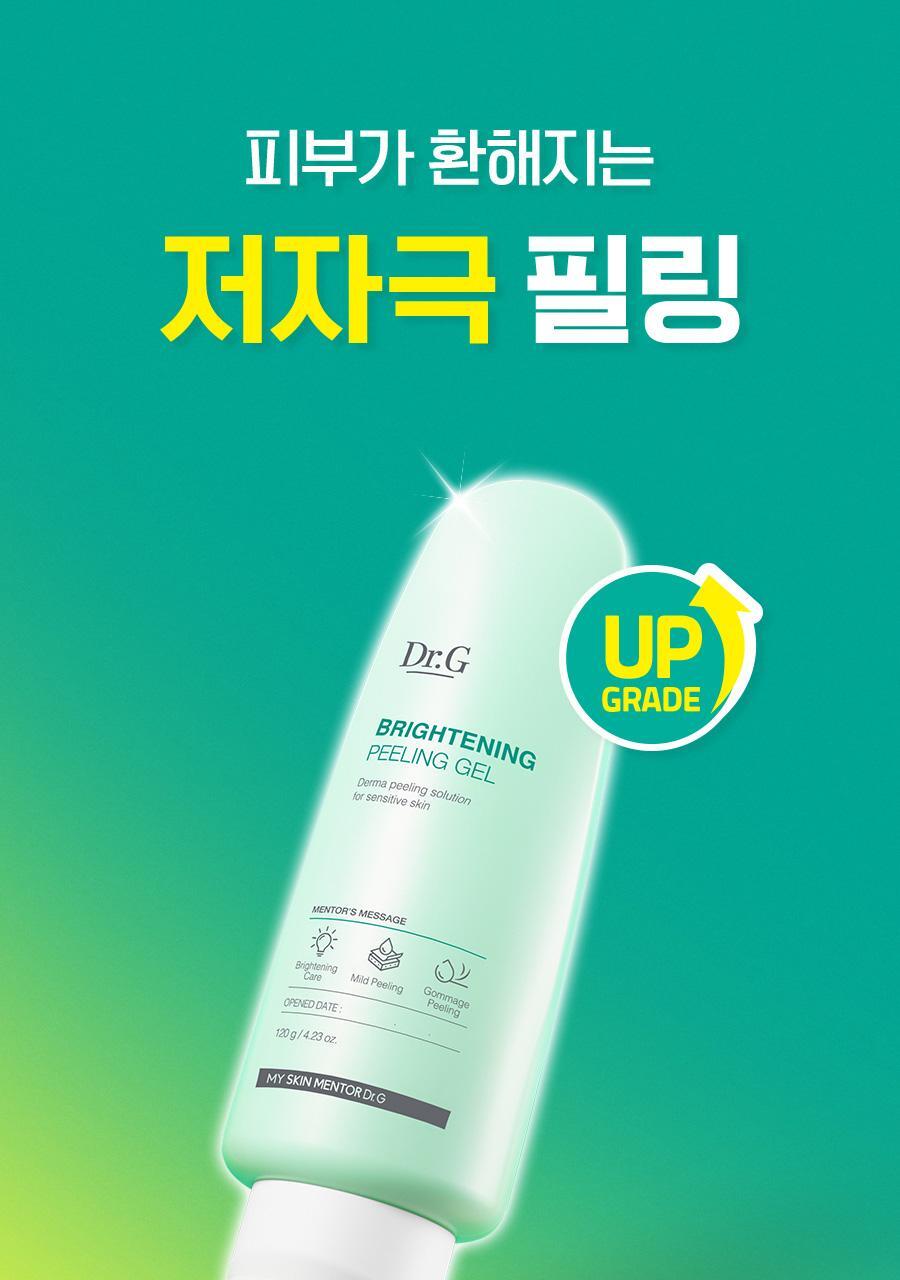 피부가 환해지는
저자극 필링
UP
GRADE
Dr.G
BRIGHTENING
PEELING GEL
Derma peeling solution
for sensitive skin
MENTOR'S MESSAGE
Brightening
Care
Mild Peeling
Gommage
Peeling
OPENED DATE : . .
120 g / 4.23 oz.
MY SKIN MENTOR Dr.G